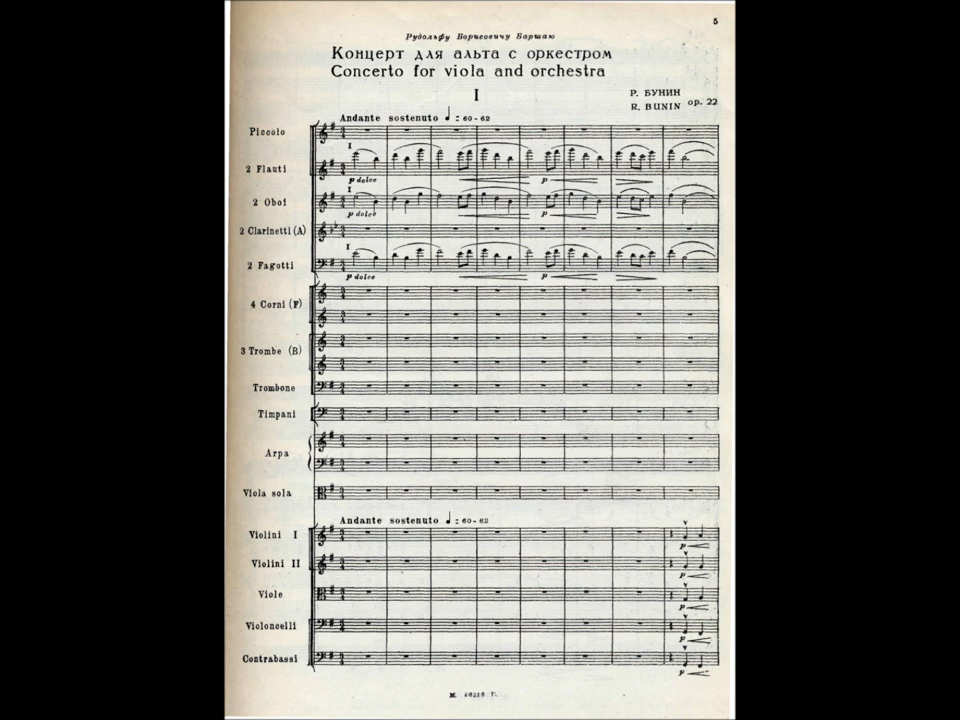 5
Рудольфу Борисовичу Баршаю
Концерт для альта с оркестром
Concerto for viola and orchestra
I
Р. БУНИН
R. BUNIN op. 22
Andante sostenuto ♩ = 60-62
Piccolo
I
2 Flauti
p dolce p
I
2 Oboi
p dolce p
2 Clarinetti (A)
I
2 Fagotti
p dolce p
4 Corni (F)
3 Trombe (B)
Trombone
Timpani
Arpa
Viola sola
Andante sostenuto ♩ = 60-62
Violini I
p
Violini II
p
Viole
p
Violoncelli
p
Contrabassi
p
М.